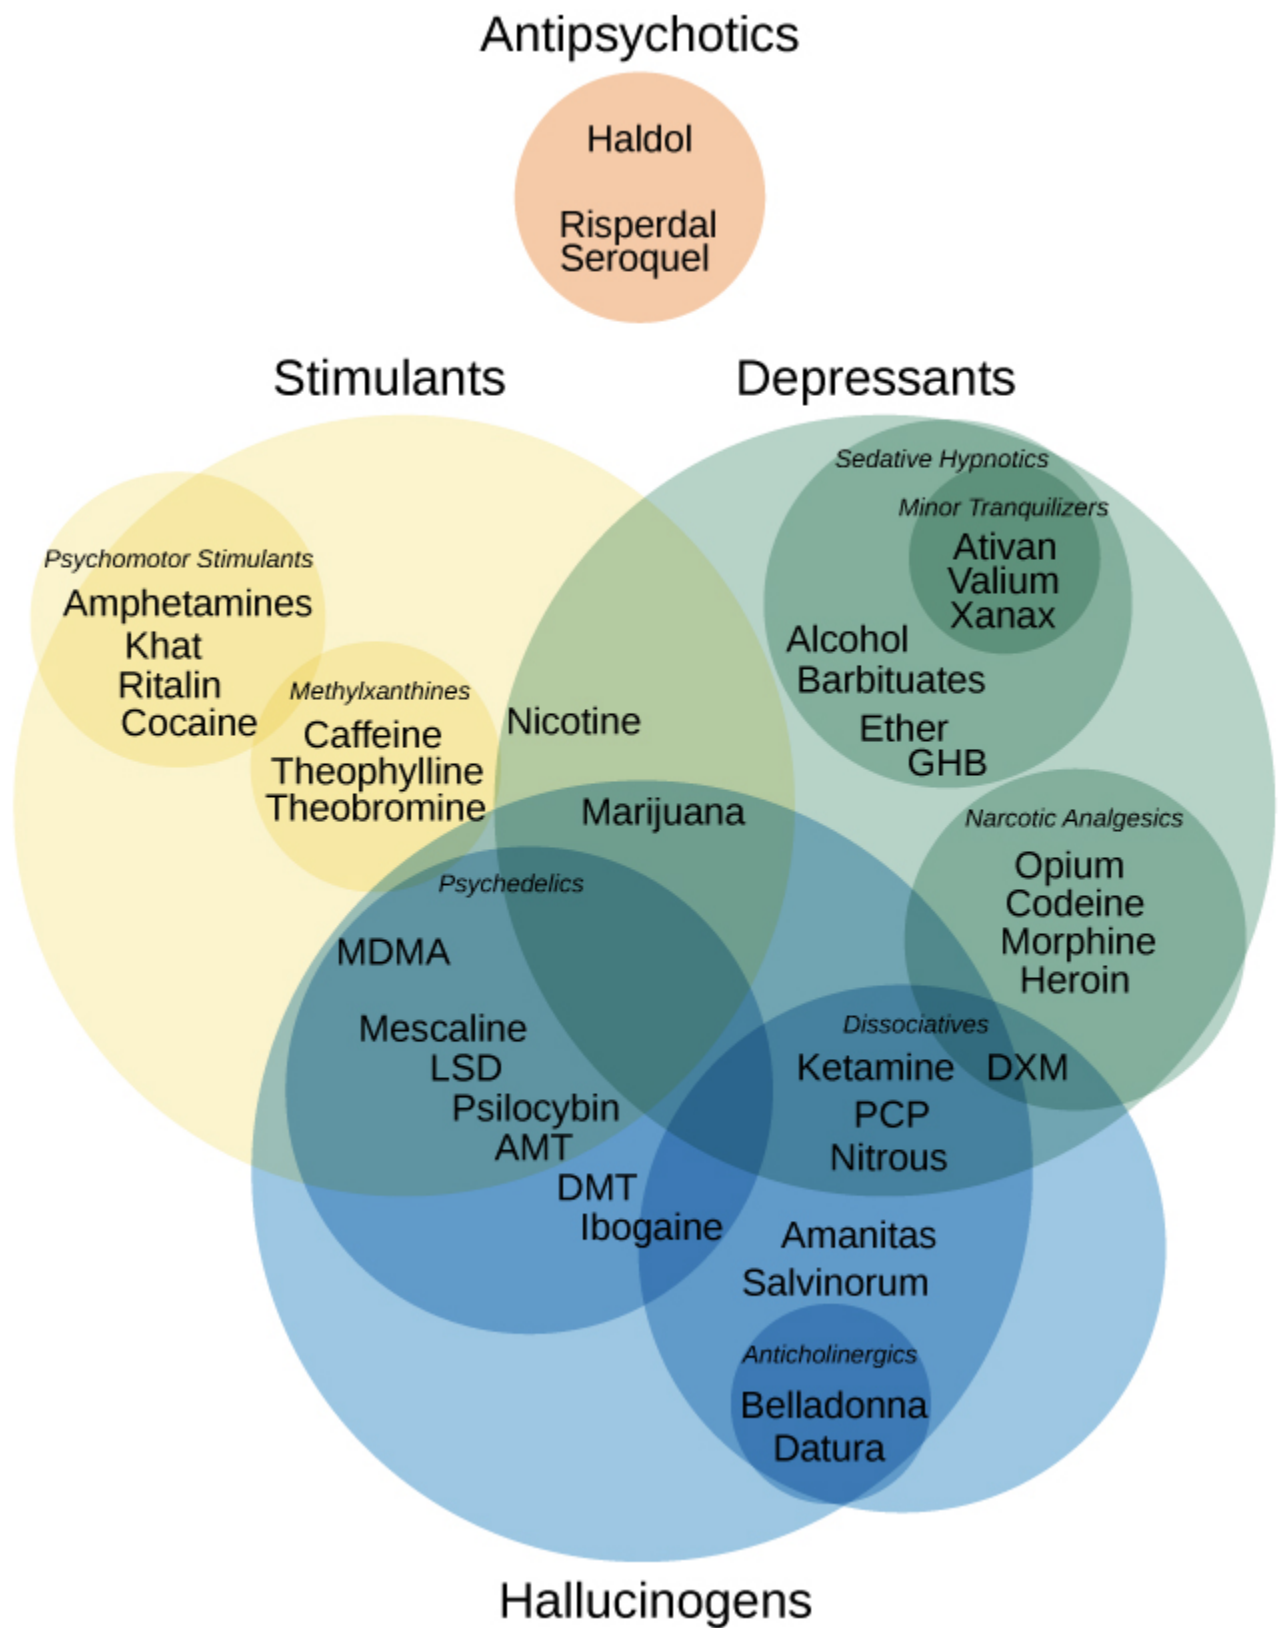 Antipsychotics
Haldol
Risperdal
Seroquel
Stimulants
Depressants
Sedative Hypnotics
Minor Tranquilizers
Ativan
Valium
Xanax
Alcohol
Barbituates
Ether
GHB
Psychomotor Stimulants
Amphetamines
Khat
Ritalin
Cocaine
Methylxanthines
Caffeine
Theophylline
Theobromine
Nicotine
Marijuana
Narcotic Analgesics
Opium
Codeine
Morphine
Heroin
Psychedelics
MDMA
Mescaline
LSD
Psilocybin
AMT
DMT
Ibogaine
Dissociatives
Ketamine
DXM
PCP
Nitrous
Amanitas
Salvinorum
Anticholinergics
Belladonna
Datura
Hallucinogens